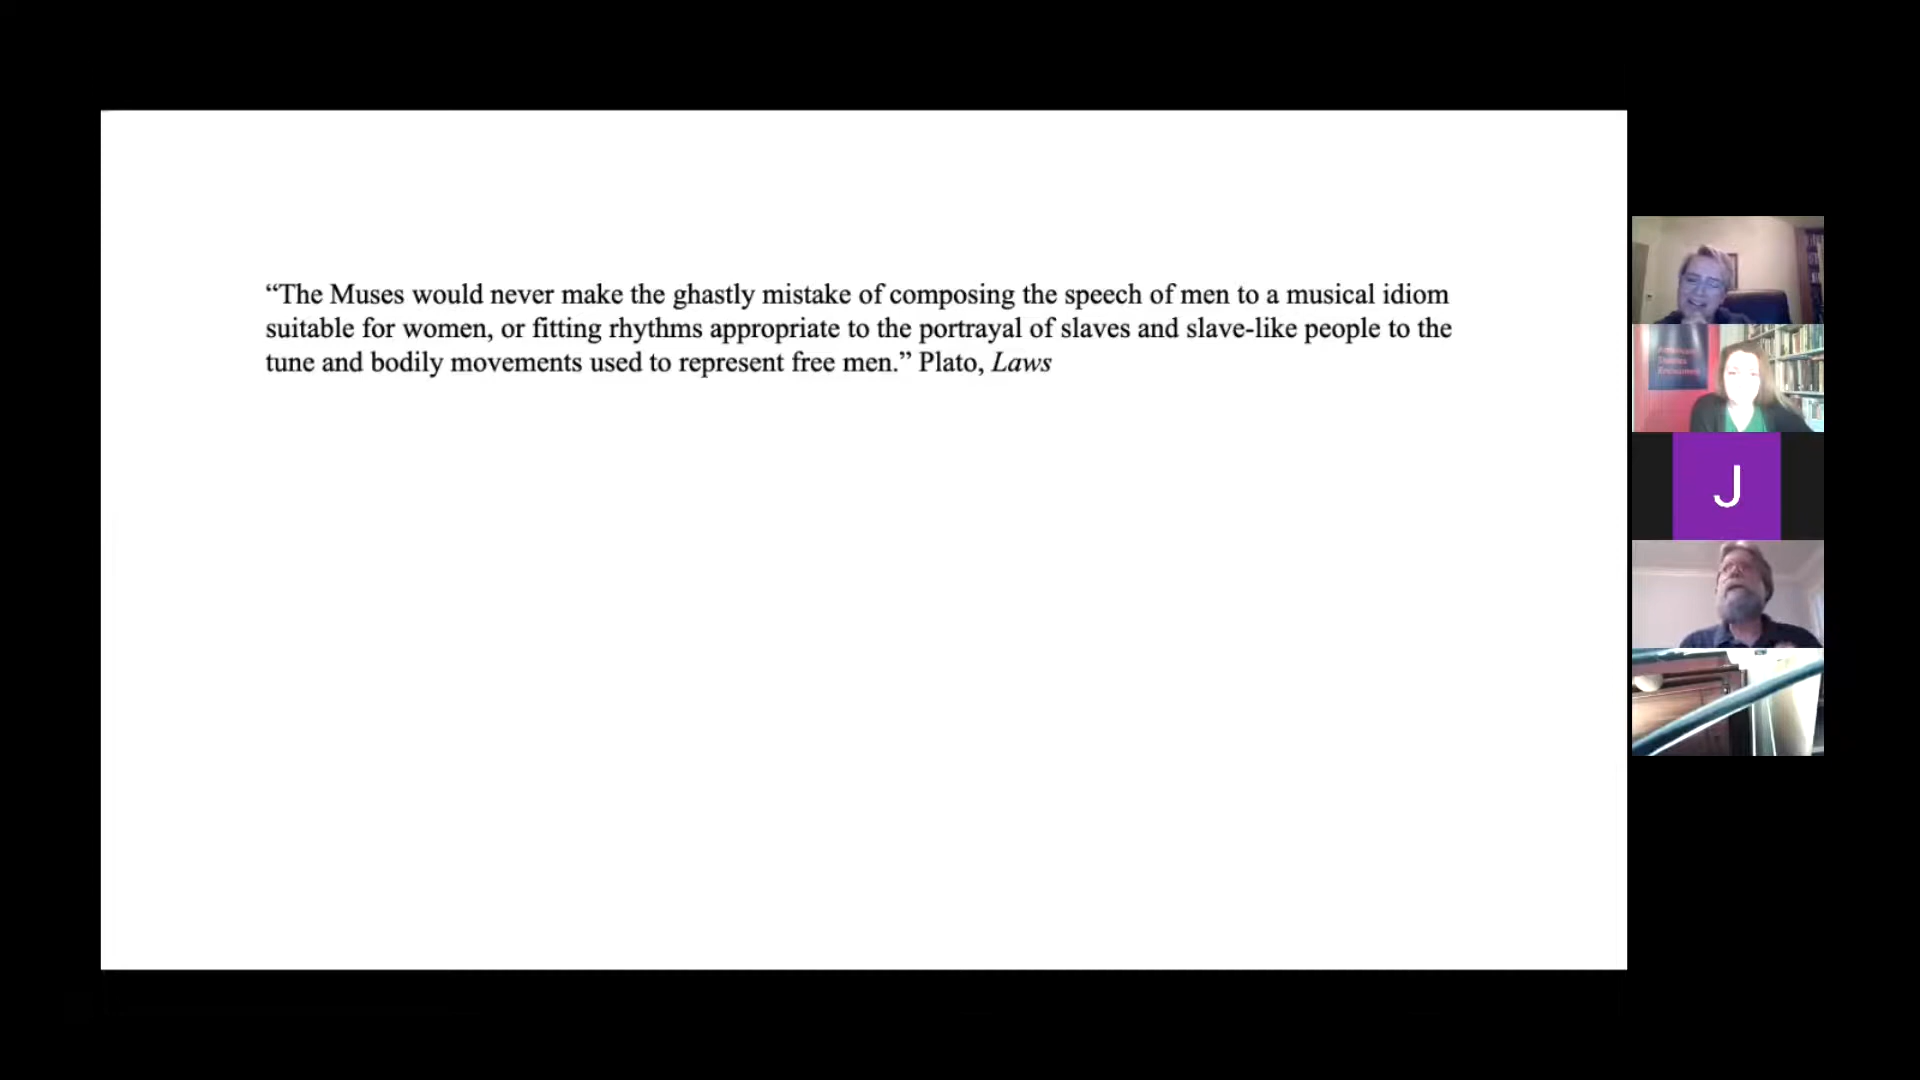 “The Muses would never make the ghastly mistake of composing the speech of men to a musical idiom
suitable for women, or fitting rhythms appropriate to the portrayal of slaves and slave-like people to the
tune and bodily movements used to represent free men.” Plato, Laws
J